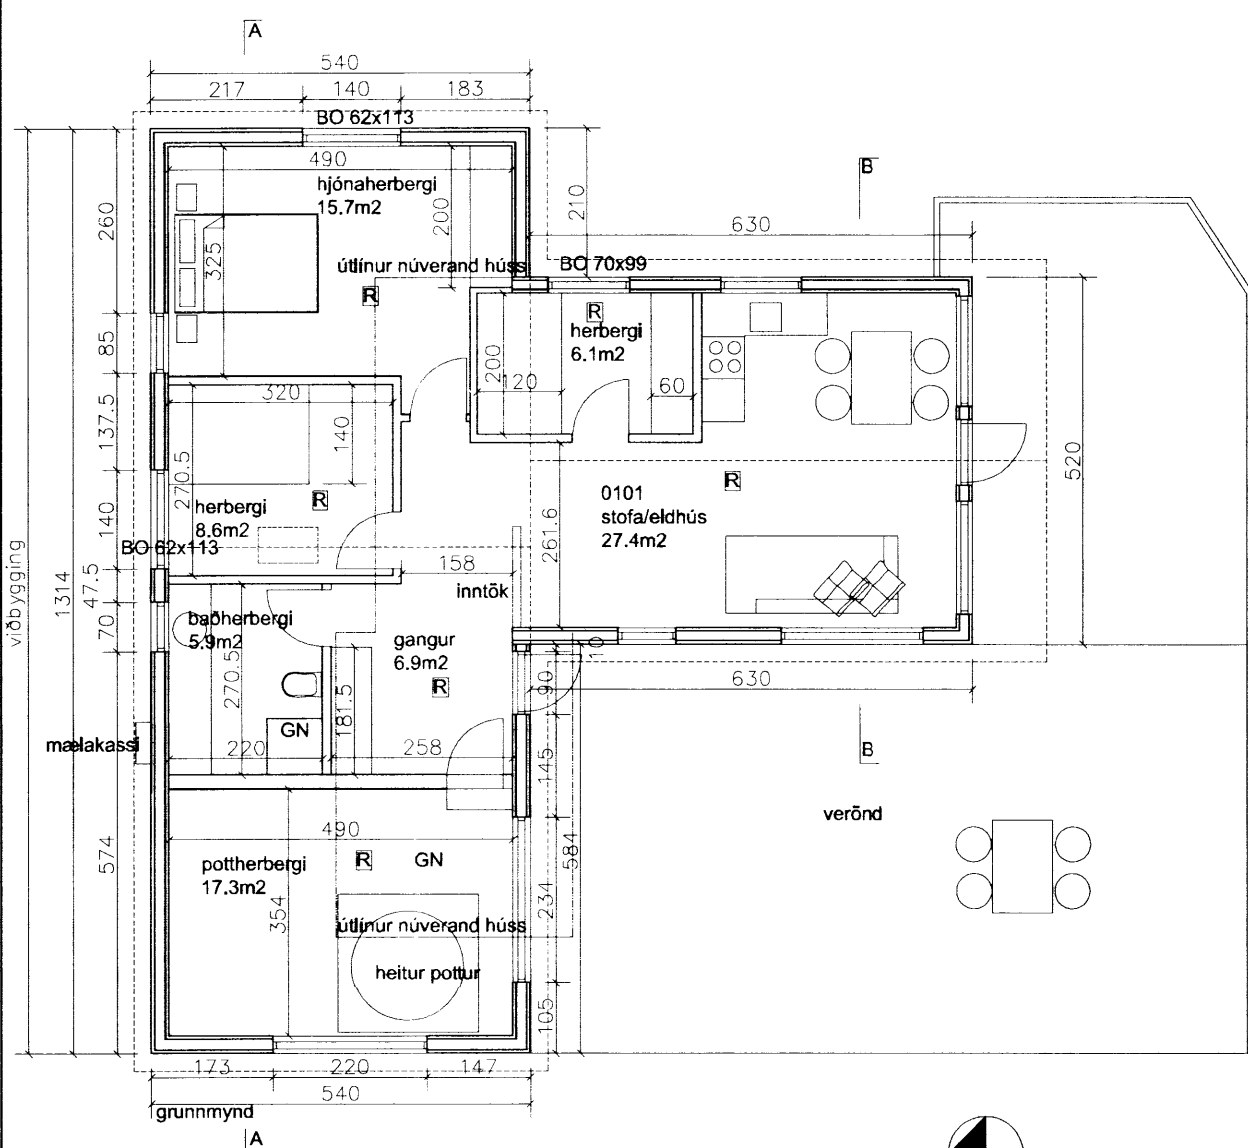 A
540
217 140 183
BO 62x113
490
hjónaherbergi
15.7m2
B
200
210
630
260
325
útlínur núverand húss
BO 70x99
R
R
herbergi
6.1m2
85
200
120
60
320
137.5
140
270.5
R
herbergi
8.6m2
R
0101
stofa/eldhús
27.4m2
520
140
261.6
BO 62x113
158
inntök
viðbygging
1314
47.5
baðherbergi
5.9m2
70
gangur
6.9m2
10
R
270.5
181.5
90
630
GN
mælakassi
220
258
145
B
verönd
490
584
574
pottherbergi
17.3m2
R
GN
354
234
útlínur núverand húss
heitur pottur
105
173 220 147
540
grunnmynd
A